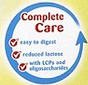 Complete
Care
easy to digest
reduced lactose
with LCPs and
oligosaccharides